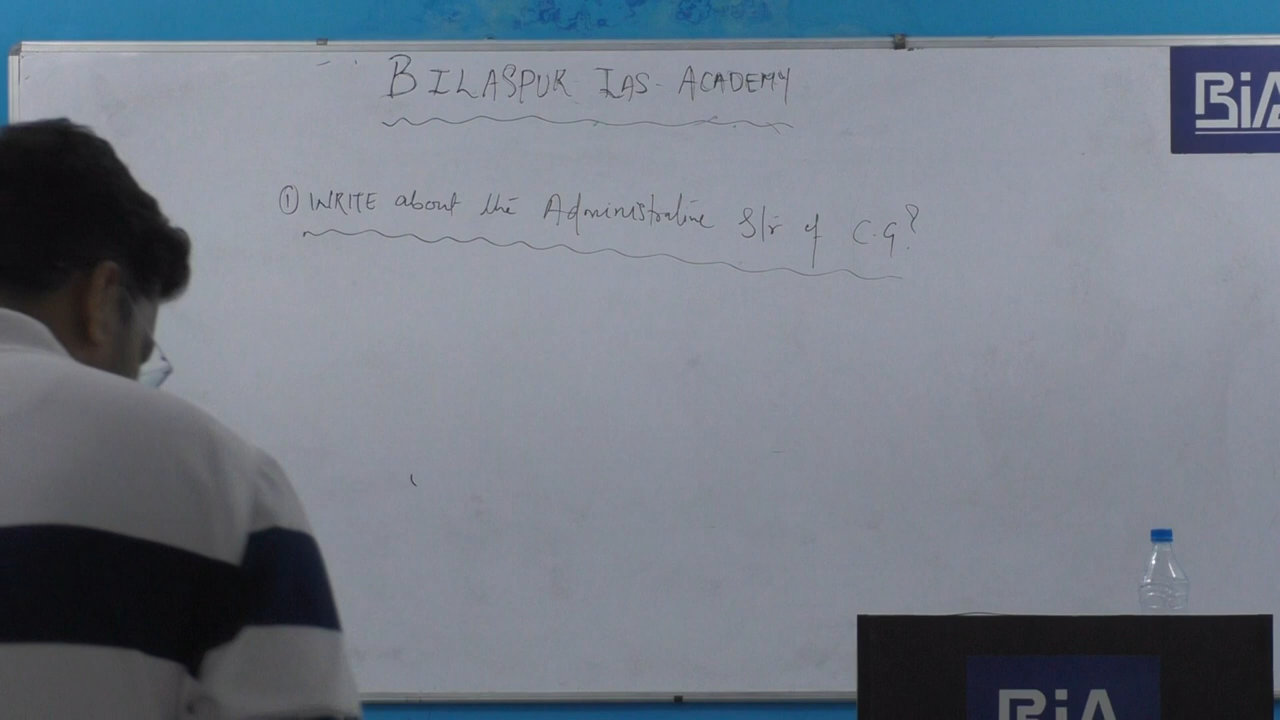 BILASPUR IAS- ACADEMY
BiA
① WRITE about the Administrative S/r of C.G?
BiA